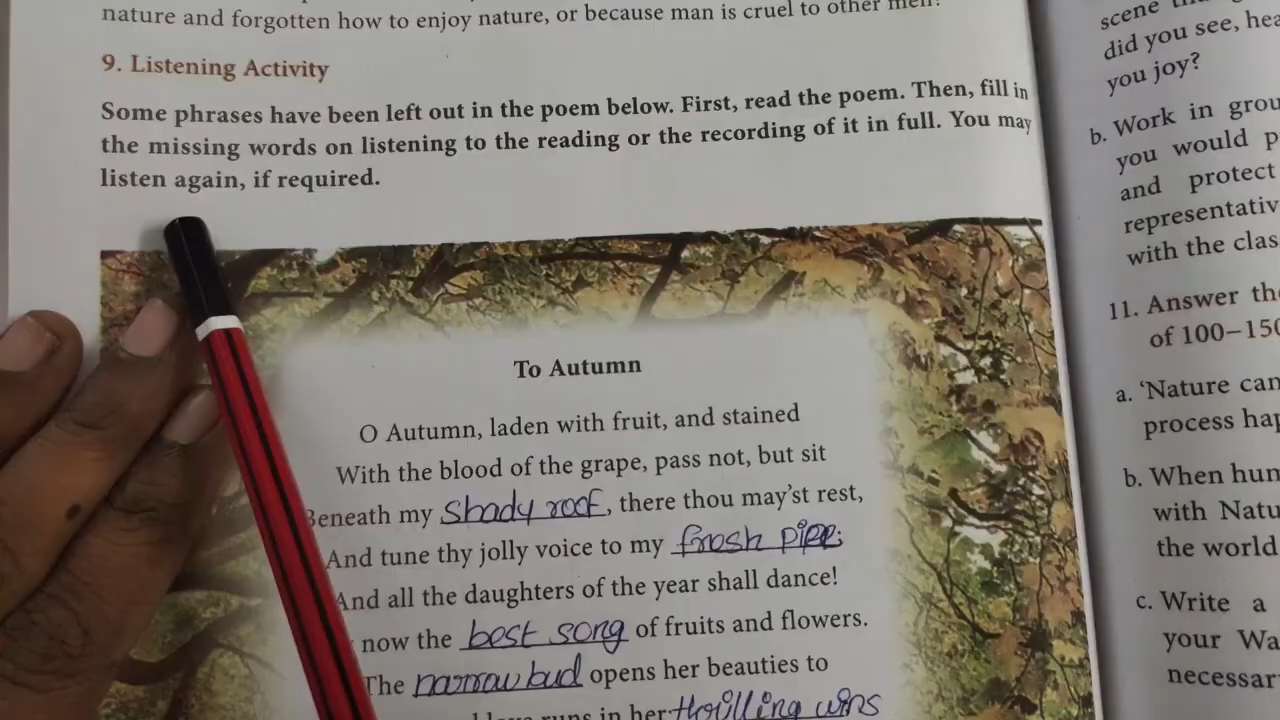 nature and forgotten how to enjoy nature, or because man is cruel to other men?
9. Listening Activity
Some phrases have been left out in the poem below. First, read the poem. Then, fill in
the missing words on listening to the reading or the recording of it in full. You may
listen again, if required.
To Autumn
O Autumn, laden with fruit, and stained
With the blood of the grape, pass not, but sit
Beneath my shady roof, there thou may'st rest,
And tune thy jolly voice to my frosh pipe;
And all the daughters of the year shall dance!
now the best song of fruits and flowers.
The narrow bud opens her beauties to
runs in her thrilling vins
scene
did you see, hea
you joy?
b. Work in grou
you would p
and protect
representativ
with the clas
11. Answer the
of 100–150
a. 'Nature can
process hap
b. When hun
with Natu
the world
c. Write a
your Wa
necessar